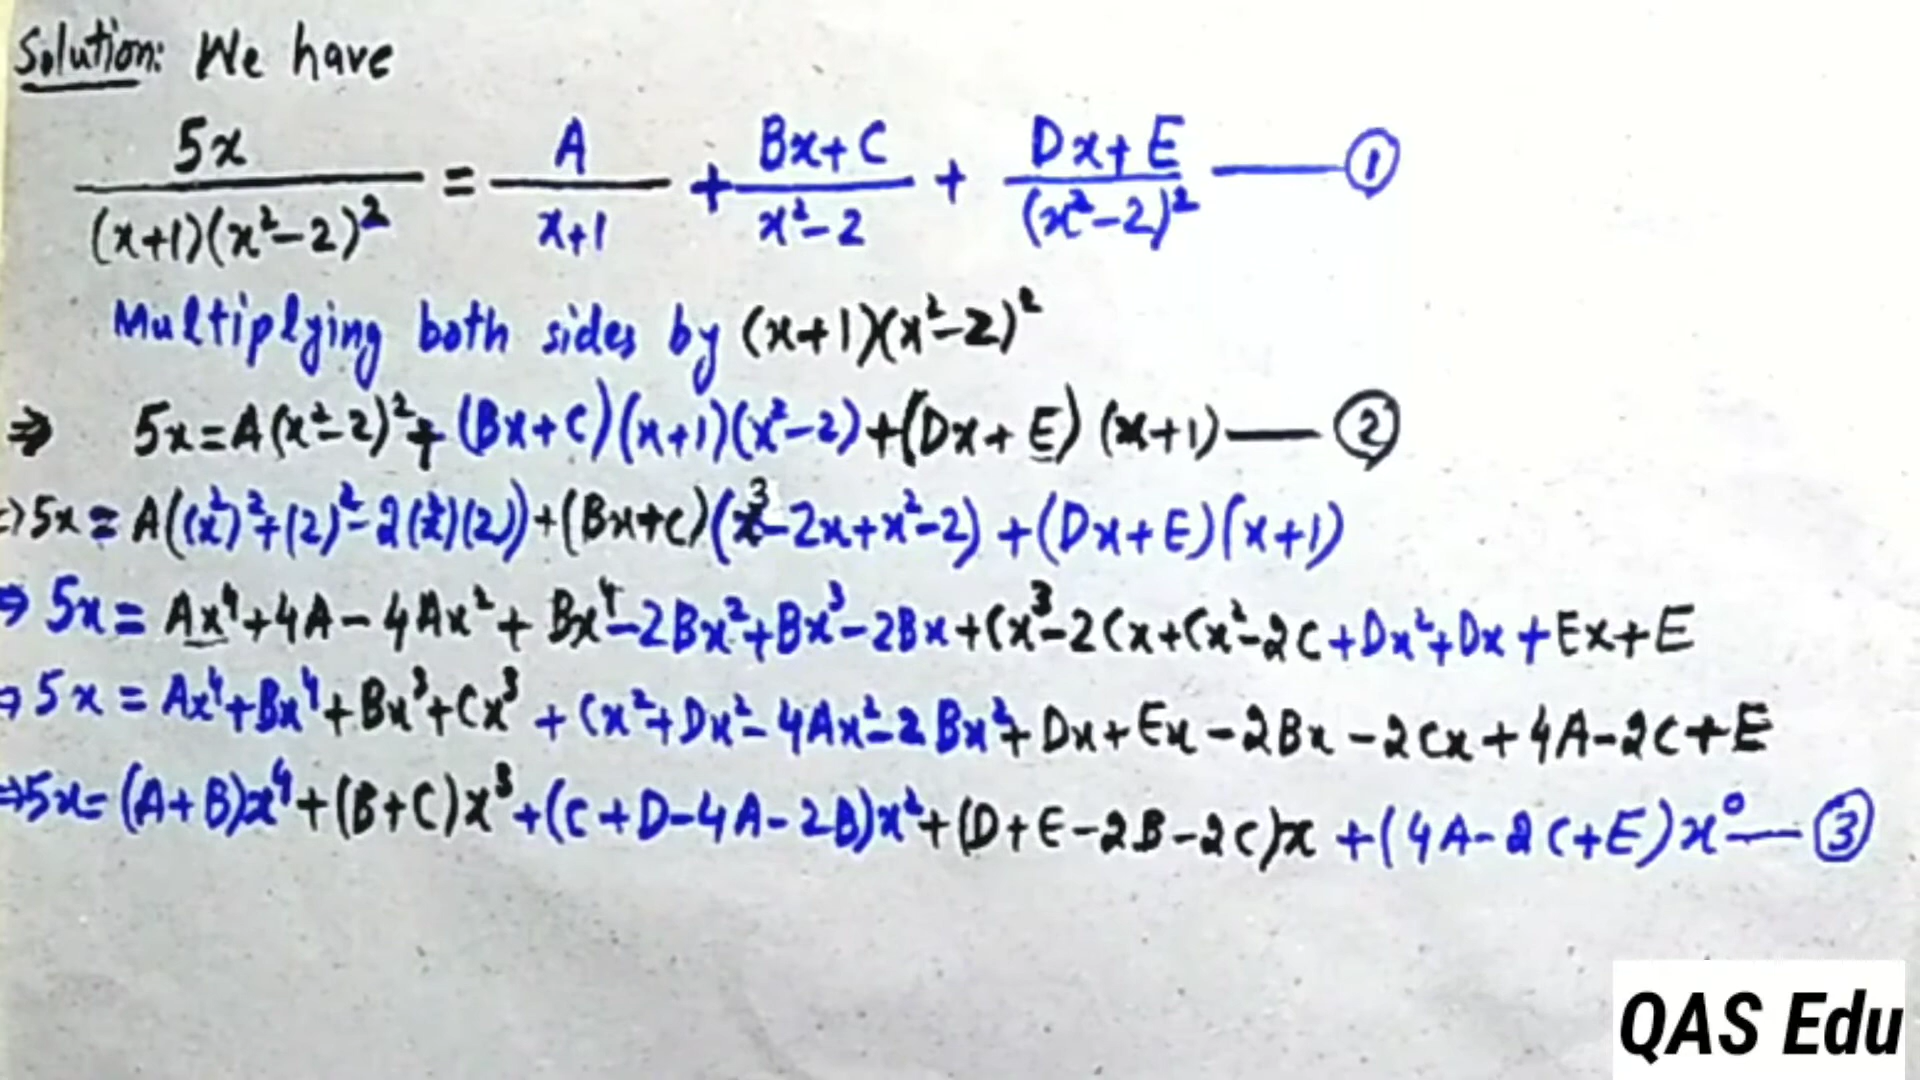 Solution: We have
5x/(x+1)(x²-2)² = A/x+1 + Bx+C/x²-2 + Dx+E/(x²-2)² —— ①
Multiplying both sides by (x+1)(x²-2)²
⇒ 5x=A(x²-2)²+(Bx+C)(x+1)(x²-2)+(Dx+E)(x+1)—— ②
⇒5x=A((x²)²+(2)²-2(x²)(2))+(Bx+C)(x³-2x+x²-2)+(Dx+E)(x+1)
⇒ 5x= Ax⁴+4A-4Ax²+Bx⁴-2Bx²+Bx³-2Bx+Cx³-2Cx+Cx²-2C+Dx²+Dx+Ex+E
⇒ 5x = Ax⁴+Bx⁴+Bx³+Cx³+Cx²+Dx²-4Ax²-2Bx²+Dx+Ex-2Bx-2Cx+4A-2C+E
⇒5x=(A+B)x⁴+(B+C)x³+(C+D-4A-2B)x²+(D+E-2B-2C)x+(4A-2C+E)x⁰—— ③
QAS Edu